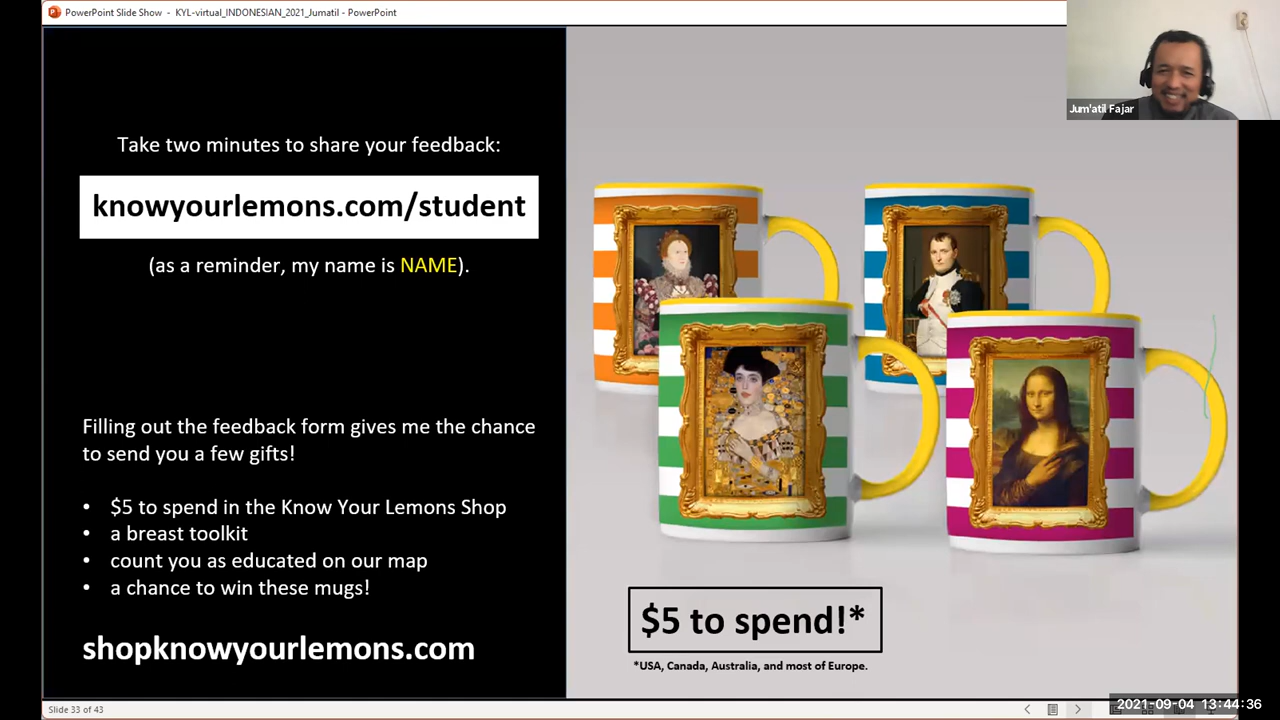 PowerPoint Slide Show - KYL-virtual_INDONESIAN_2021_Jumatil - PowerPoint
Jum'atil Fajar
Take two minutes to share your feedback:
knowyourlemons.com/student
(as a reminder, my name is NAME).
Filling out the feedback form gives me the chance
to send you a few gifts!
• $5 to spend in the Know Your Lemons Shop
• a breast toolkit
• count you as educated on our map
• a chance to win these mugs!
shopknowyourlemons.com
$5 to spend!*
*USA, Canada, Australia, and most of Europe.
Slide 33 of 43
2021-09-04 13:44:36